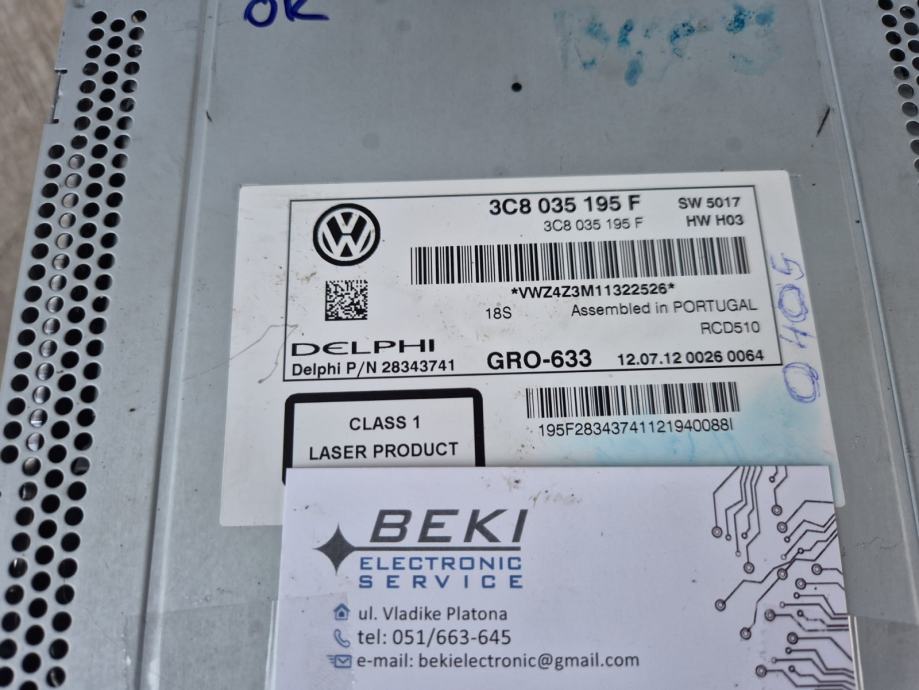 OK
3C8 035 195 F
SW 5017
3C8 035 195 F
HW H03
*VWZ4Z3M11322526*
18S
Assembled in PORTUGAL
RCD510
DELPHI
Delphi P/N 28343741
GRO-633
12.07.12 0026 0064
0405
CLASS 1
LASER PRODUCT
195F28343741121940088I
BEKI
ELECTRONIC
SERVICE
ul. Vladike Platona
tel: 051/663-645
e-mail: bekielectronic@gmail.com